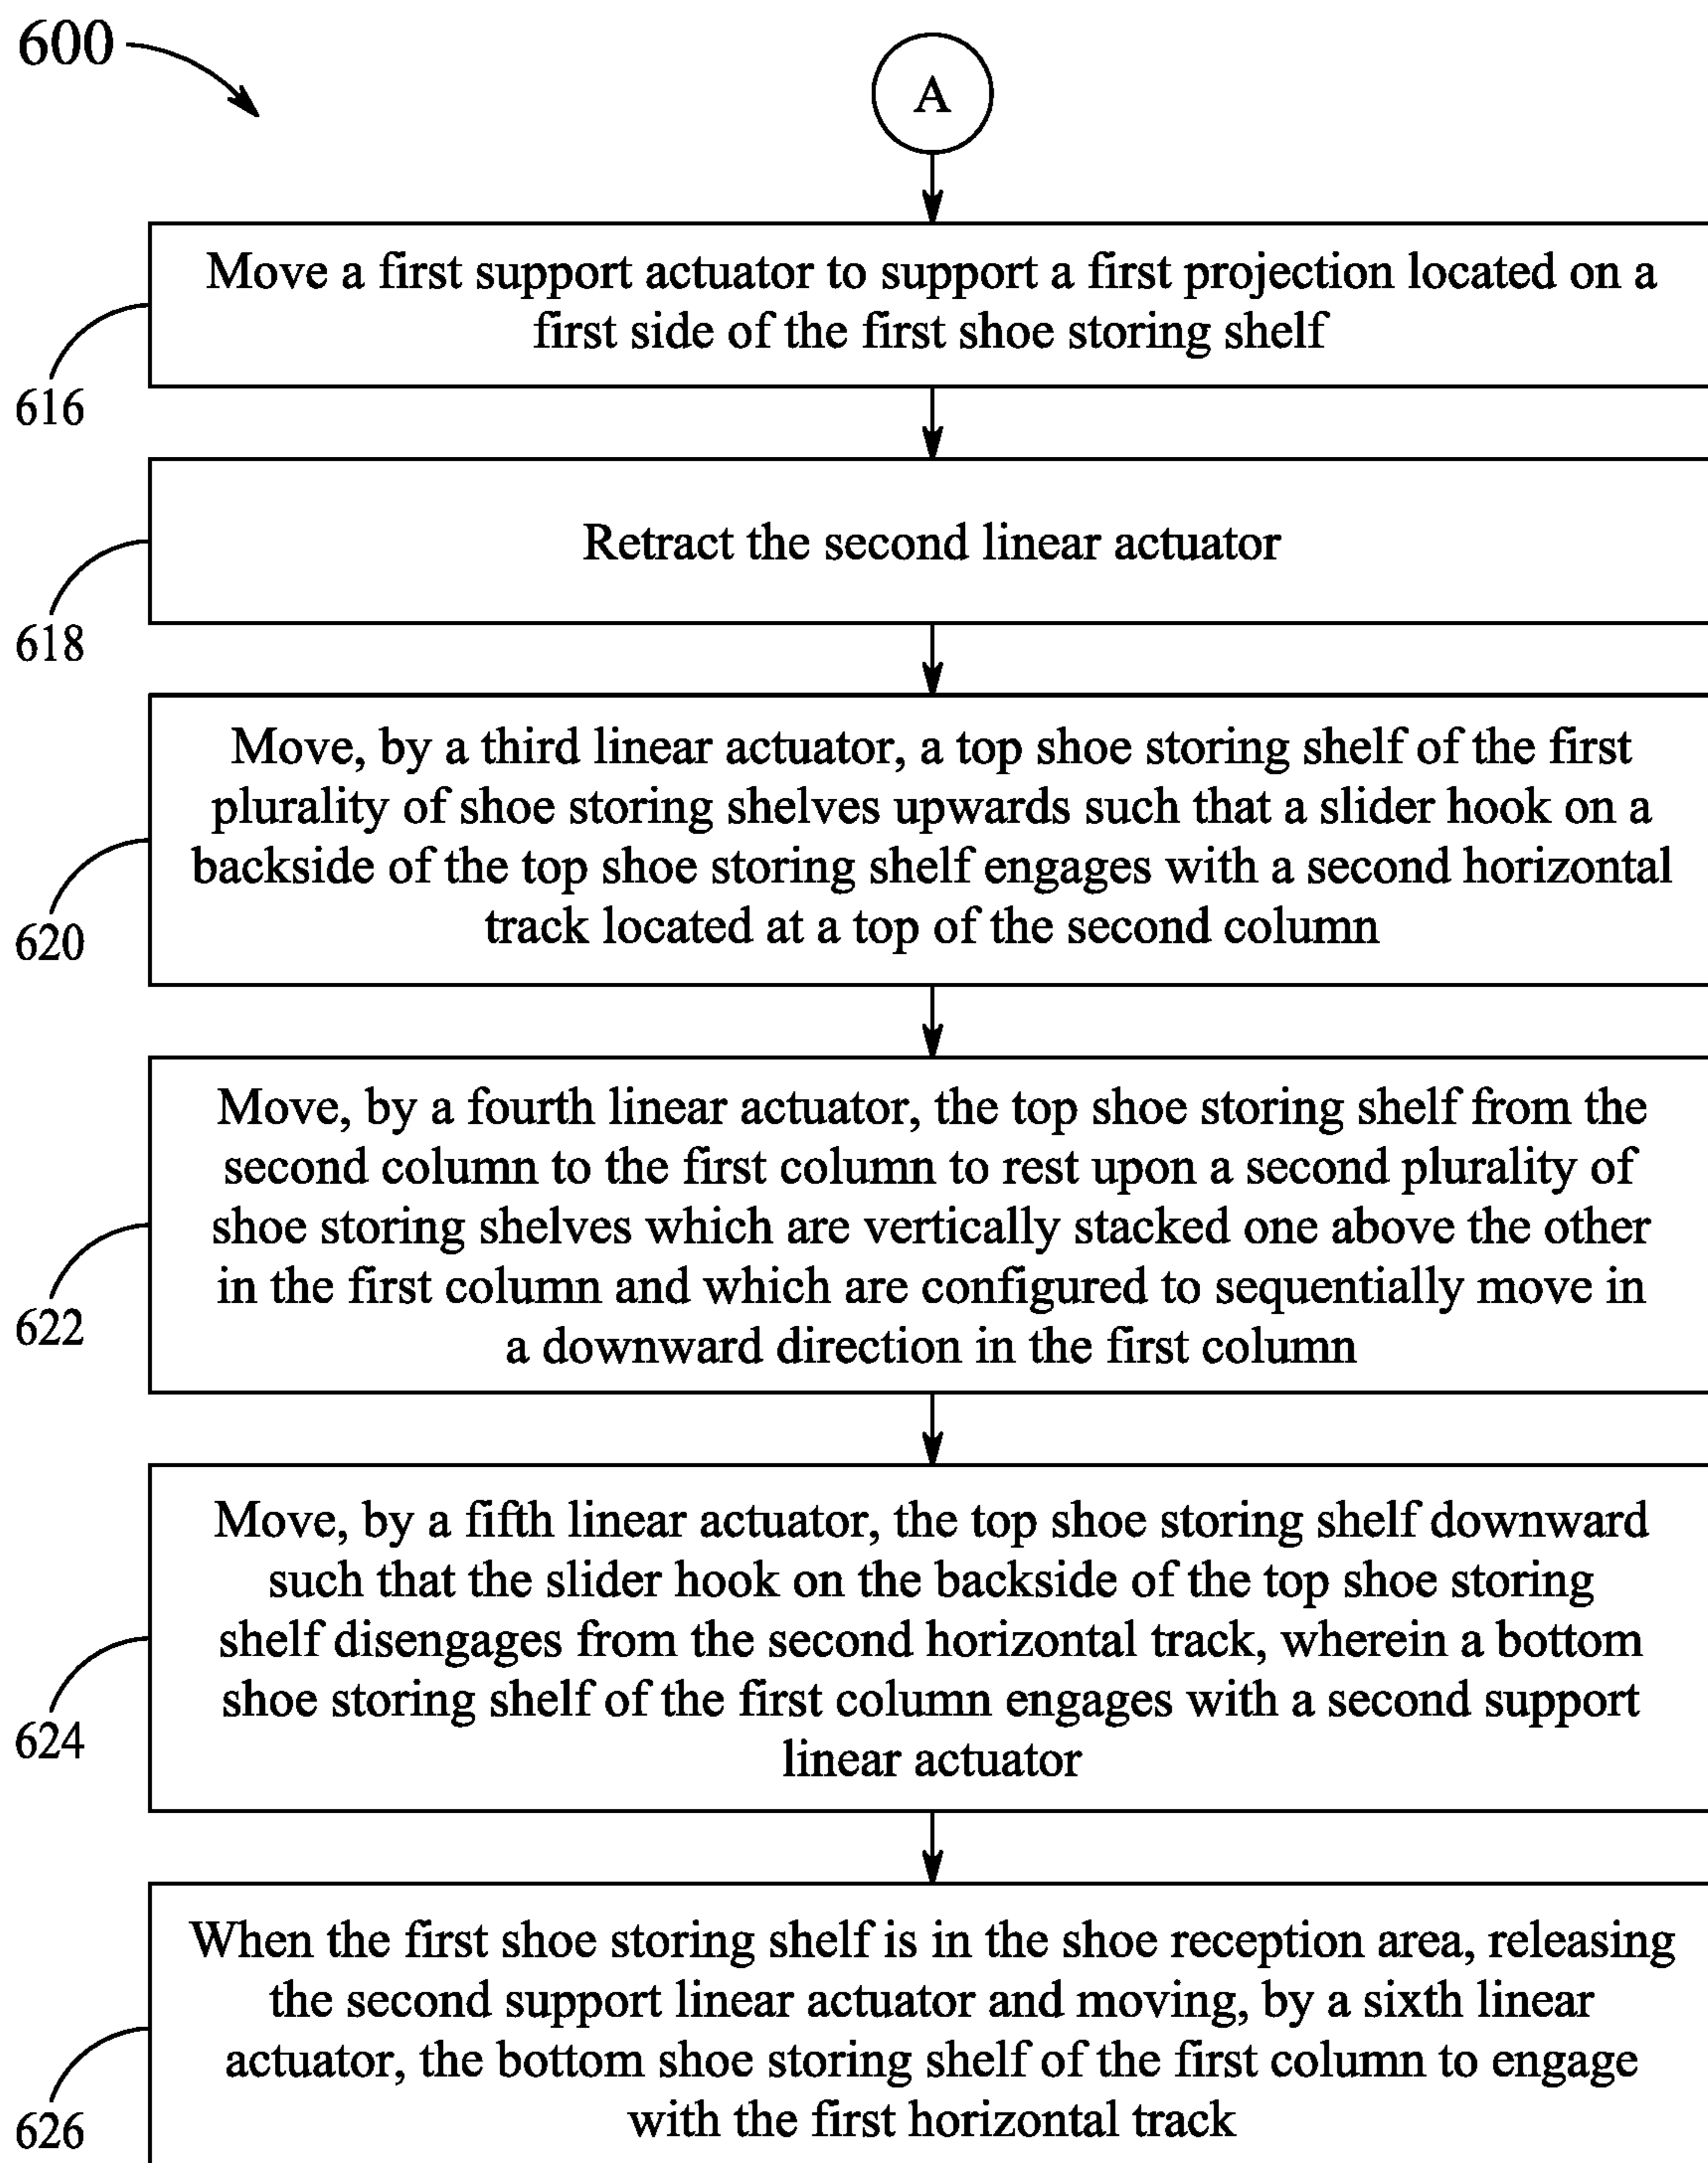 600
A
Move a first support actuator to support a first projection located on a
first side of the first shoe storing shelf
616
Retract the second linear actuator
618
Move, by a third linear actuator, a top shoe storing shelf of the first
plurality of shoe storing shelves upwards such that a slider hook on a
backside of the top shoe storing shelf engages with a second horizontal
track located at a top of the second column
620
Move, by a fourth linear actuator, the top shoe storing shelf from the
second column to the first column to rest upon a second plurality of
shoe storing shelves which are vertically stacked one above the other
in the first column and which are configured to sequentially move in
a downward direction in the first column
622
Move, by a fifth linear actuator, the top shoe storing shelf downward
such that the slider hook on the backside of the top shoe storing
shelf disengages from the second horizontal track, wherein a bottom
shoe storing shelf of the first column engages with a second support
linear actuator
624
When the first shoe storing shelf is in the shoe reception area, releasing
the second support linear actuator and moving, by a sixth linear
actuator, the bottom shoe storing shelf of the first column to engage
with the first horizontal track
626